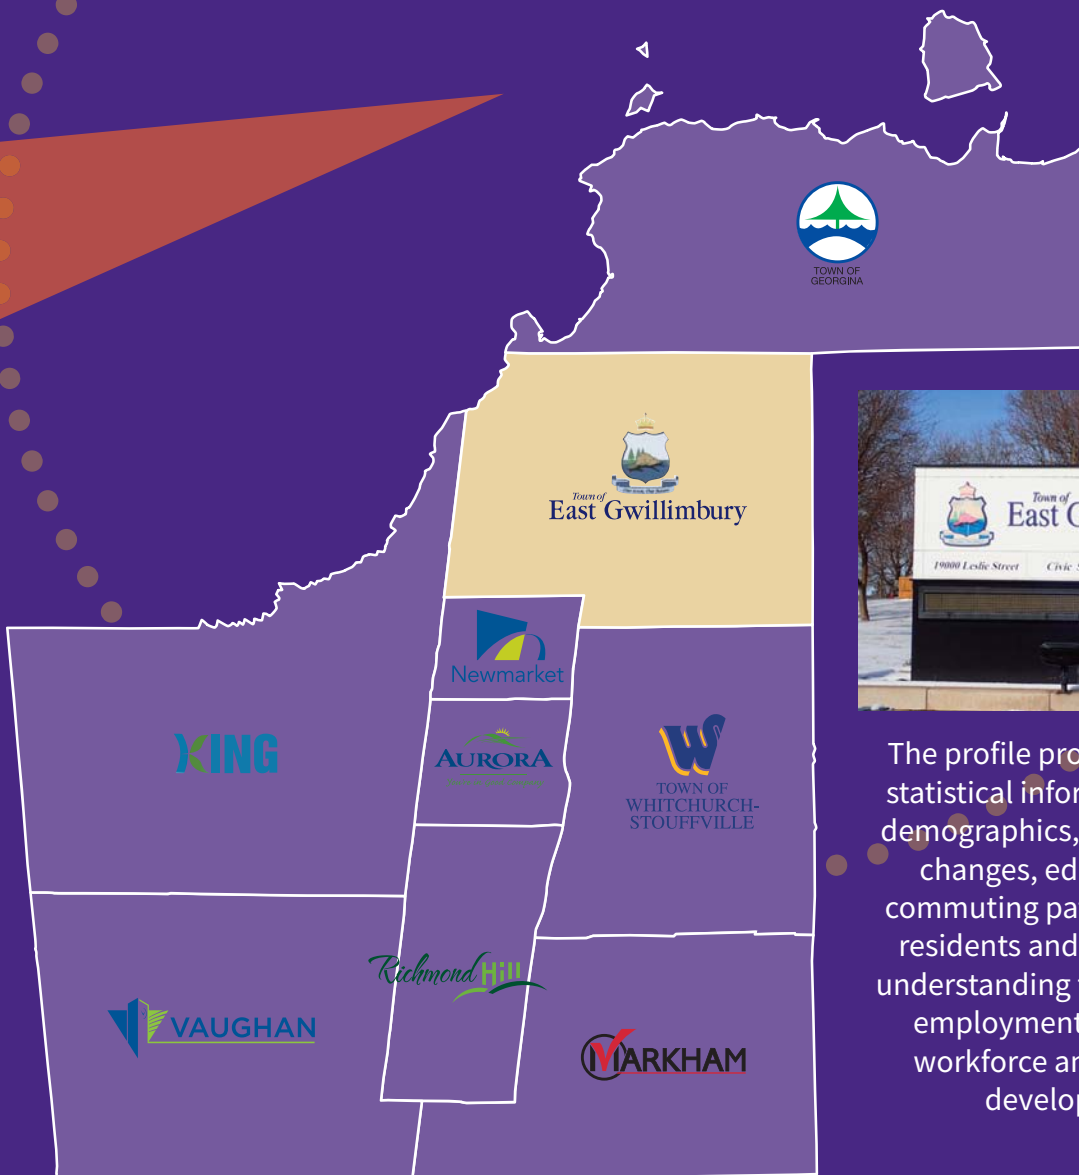 TOWN OF
GEORGINA
Town of
East Gwillimbury
Town of
East G
19000 Leslie Street
Civic
Newmarket
KING
AURORA
TOWN OF
WHITCHURCH-
STOUFFVILLE
Richmond Hill
VAUGHAN
MARKHAM
The profile pro
statistical infor
demographics,
changes, ed
commuting pa
residents and
understanding
employment
workforce an
develop